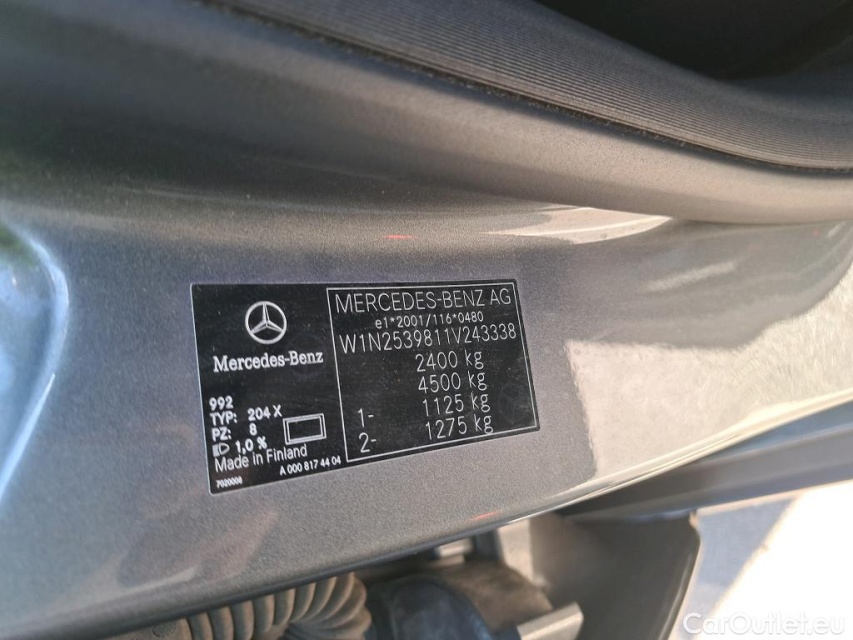 Mercedes-Benz
992
TYP: 204 X
PZ: 8
1,0 %
Made in Finland
7020008
A 000 817 44 04
MERCEDES-BENZ AG
e1*2001/116*0480
W1N2539811V243338
2400 kg
4500 kg
1- 1125 kg
2- 1275 kg
CarOutlet.eu